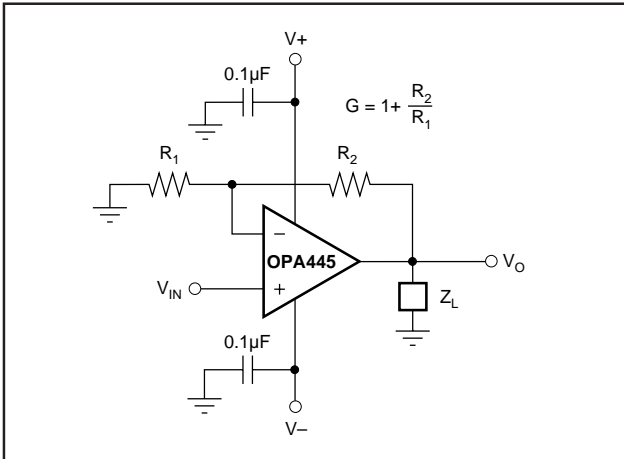 V+
0.1µF
G = 1+ R2/R1
R1
R2
–
OPA445
+
VIN
VO
ZL
0.1µF
V–